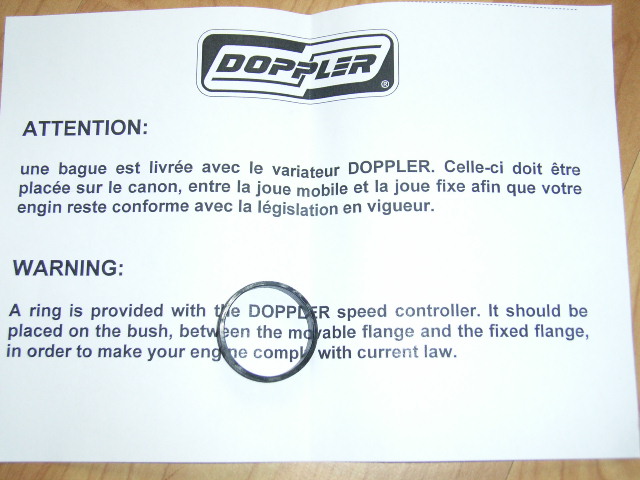 DOPPLER ®
ATTENTION:
une bague est livrée avec le variateur DOPPLER. Celle-ci doit être
placée sur le canon, entre la joue mobile et la joue fixe afin que votre
engin reste conforme avec la législation en vigueur.
WARNING:
A ring is provided with the DOPPLER speed controller. It should be
placed on the bush, between the movable flange and the fixed flange,
in order to make your engine comply with current law.